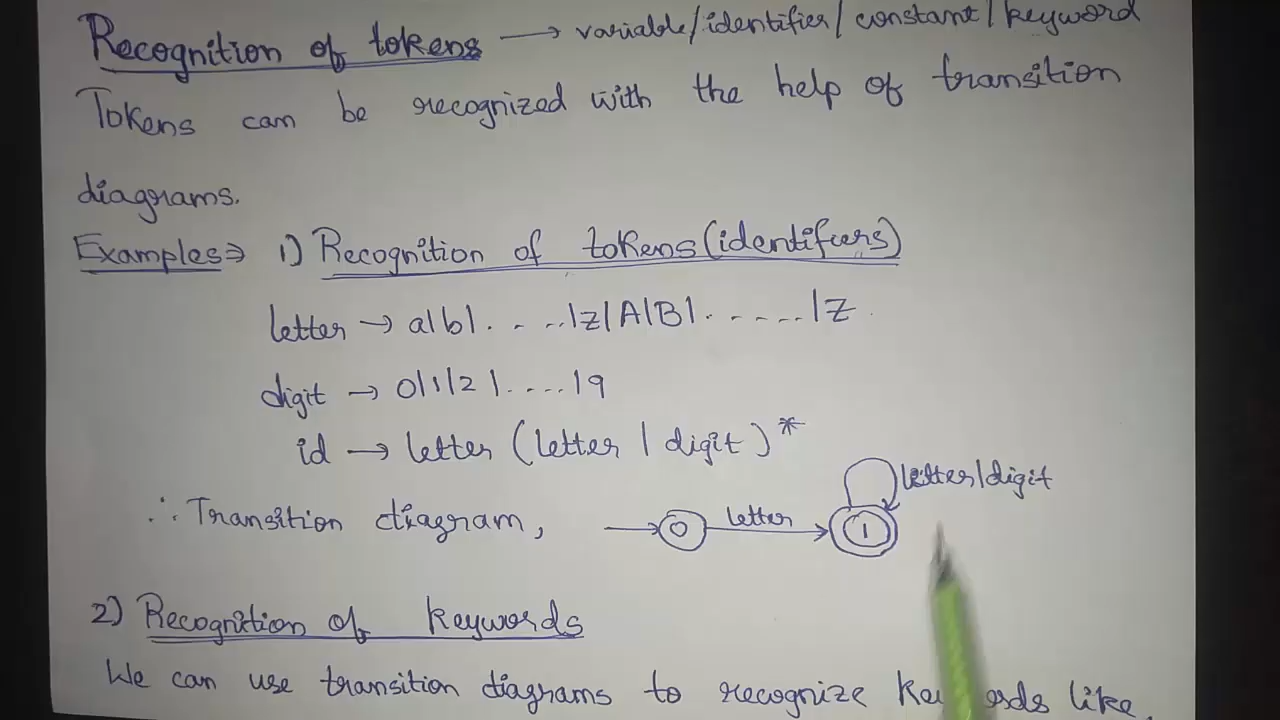 Recognition of tokens → variable/identifier/constant/keyword
Tokens can be recognized with the help of transition
diagrams.
Examples⇒ 1) Recognition of tokens(identifiers)
letter → a|b|.....|z|A|B|.......|Z
digit → 0|1|2|.....|9
id → letter (letter | digit)*
∴ Transition diagram, 0 letter 1 letter/digit
2) Recognition of keywords
We can use transition diagrams to recognize like